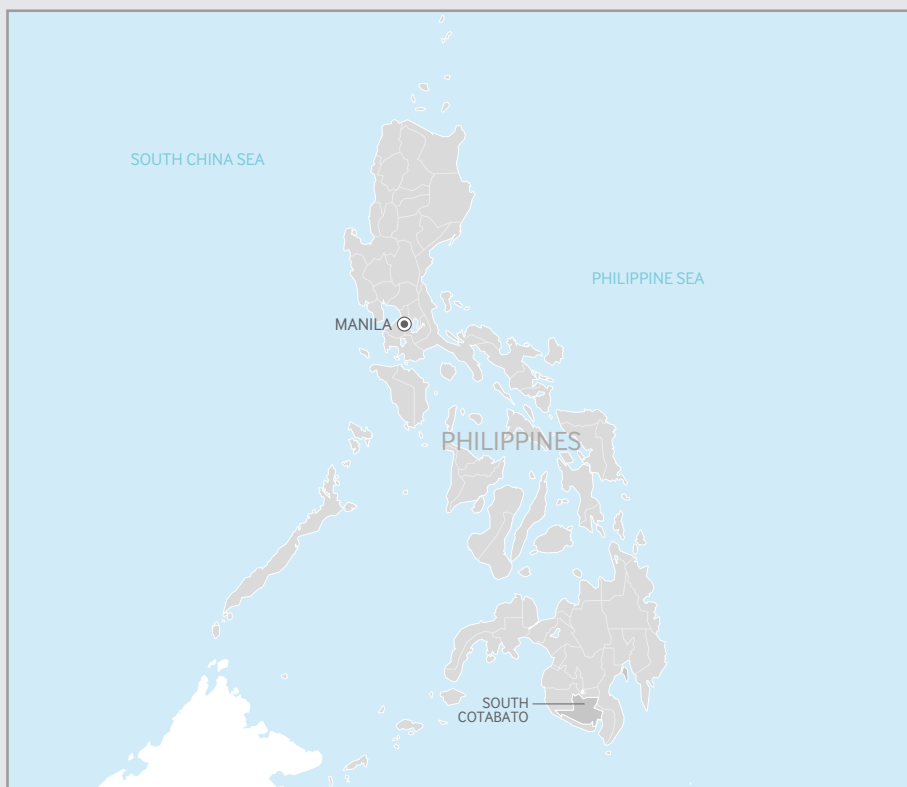 SOUTH CHINA SEA
PHILIPPINE SEA
MANILA
PHILIPPINES
SOUTH
COTABATO